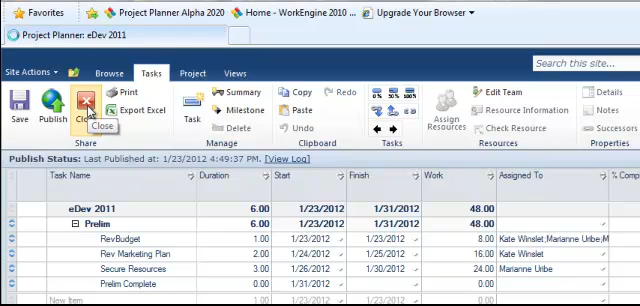 Favorites Project Planner Alpha 2020 Home - WorkEngine 2010 ... Upgrade Your Browser
Project Planner: eDev 2011
Search this site...
Site Actions Browse Tasks Project Views
Save Publish Close Print Export Excel
Close
Share
Task Summary Milestone Delete
Manage
Copy Redo Paste Undo
Clipboard
0% 50% 100%
Tasks
Assign Resources Edit Team Resource Information Check Resource
Resources
Details Notes Successors
Properties
Publish Status: Last Published at: 1/23/2012 4:49:37 PM. [View Log]
Task Name Duration Start Finish Work Assigned To % Comp
eDev 2011 6.00 1/23/2012 1/31/2012 48.00
Prelim 6.00 1/23/2012 1/31/2012 48.00
RevBudget 1.00 1/23/2012 1/23/2012 8.00 Kate Winslet;Marianne Uribe;M
Rev Marketing Plan 2.00 1/24/2012 1/25/2012 16.00 Kate Winslet
Secure Resources 3.00 1/26/2012 1/30/2012 24.00 Marianne Uribe
Prelim Complete 0.00 1/31/2012 0.00
New Item